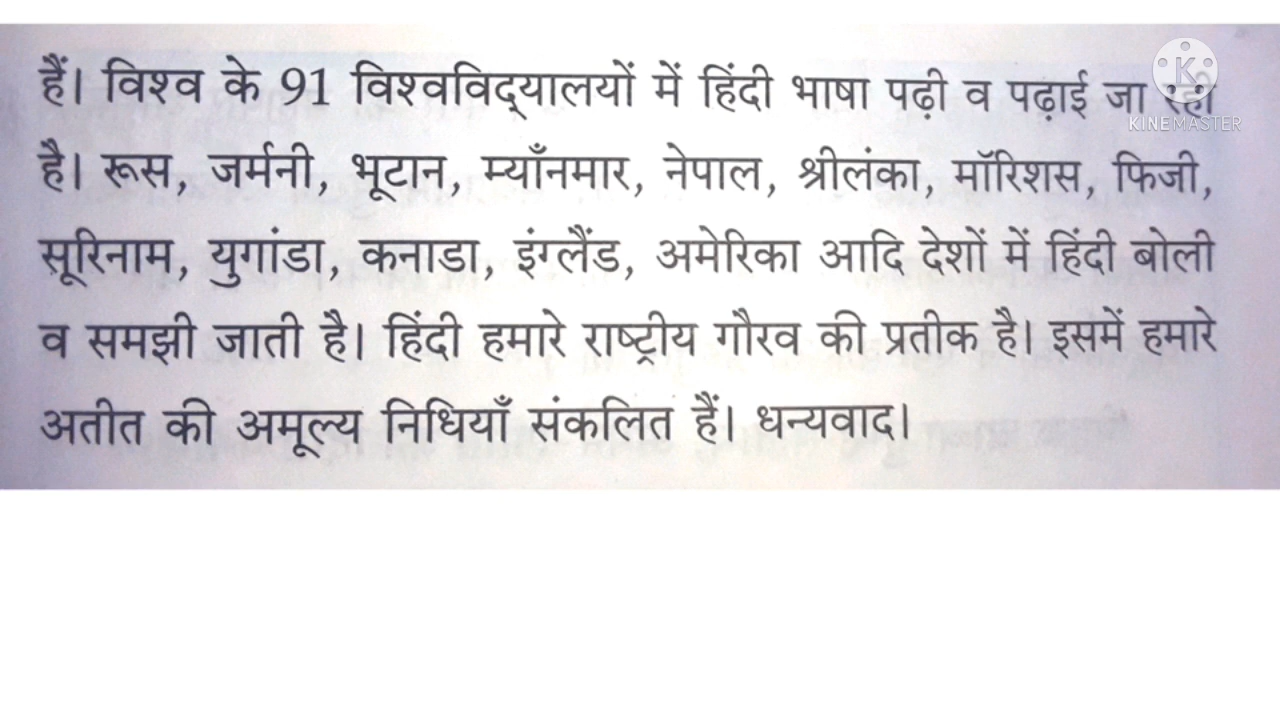 हैं। विश्व के 91 विश्वविद्‌यालयों में हिंदी भाषा पढ़ी व पढ़ाई जा रही
KINEMASTER
है। रूस, जर्मनी, भूटान, म्याँनमार, नेपाल, श्रीलंका, मॉरिशस, फिजी,
सूरिनाम, युगांडा, कनाडा, इंग्लैंड, अमेरिका आदि देशों में हिंदी बोली
व समझी जाती है। हिंदी हमारे राष्ट्रीय गौरव की प्रतीक है। इसमें हमारे
अतीत की अमूल्य निधियाँ संकलित हैं। धन्यवाद।